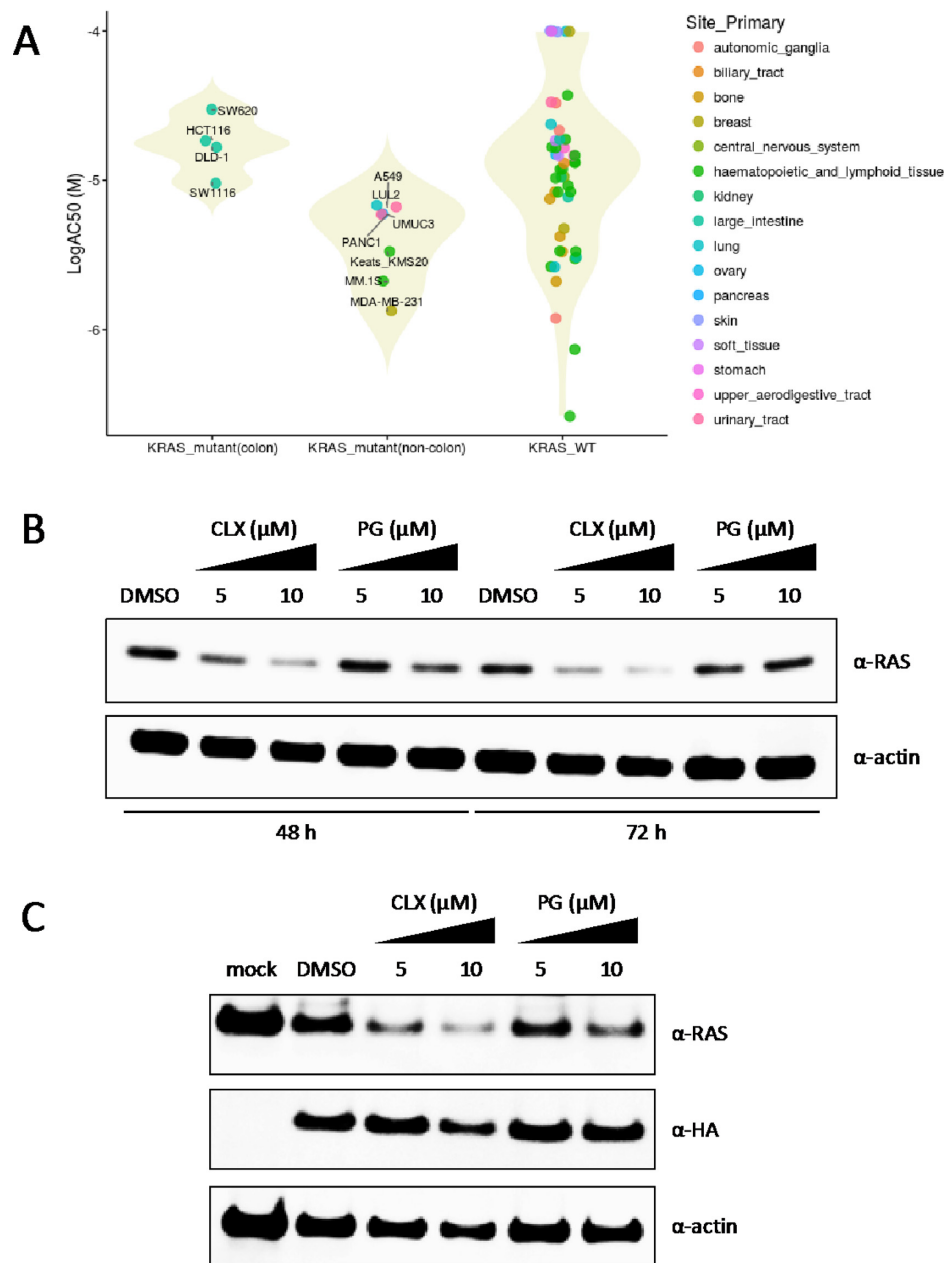 A
LogAC50 (M)
-4
-5
-6
SW620
HCT116
DLD-1
SW1116
A549
LUL2
UMUC3
PANC1
Keats_KMS20
MM.1S
MDA-MB-231
KRAS_mutant(colon)
KRAS_mutant(non-colon)
KRAS_WT
Site_Primary
autonomic_ganglia
biliary_tract
bone
breast
central_nervous_system
haematopoietic_and_lymphoid_tissue
kidney
large_intestine
lung
ovary
pancreas
skin
soft_tissue
stomach
upper_aerodigestive_tract
urinary_tract
B
CLX (µM) PG (µM) CLX (µM) PG (µM)
DMSO 5 10 5 10 DMSO 5 10 5 10
α-RAS
α-actin
48 h 72 h
C
CLX (µM) PG (µM)
mock DMSO 5 10 5 10
α-RAS
α-HA
α-actin